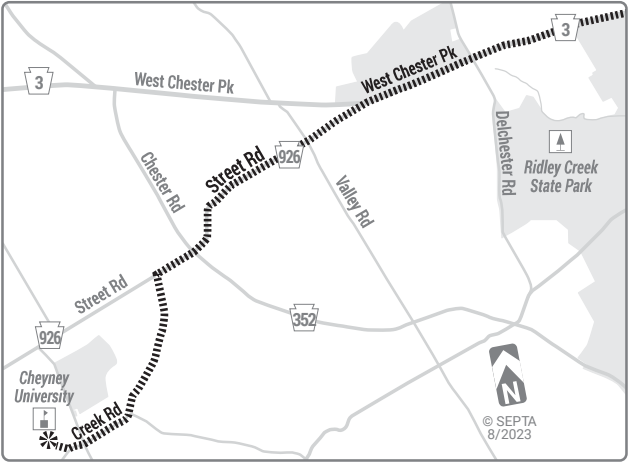 3
West Chester Pk
3
West Chester Pk
Delchester Rd
Ridley Creek
State Park
Chester Rd
Street Rd
926
Valley Rd
Street Rd
352
926
Cheyney
University
Creek Rd
N
© SEPTA
8/2023